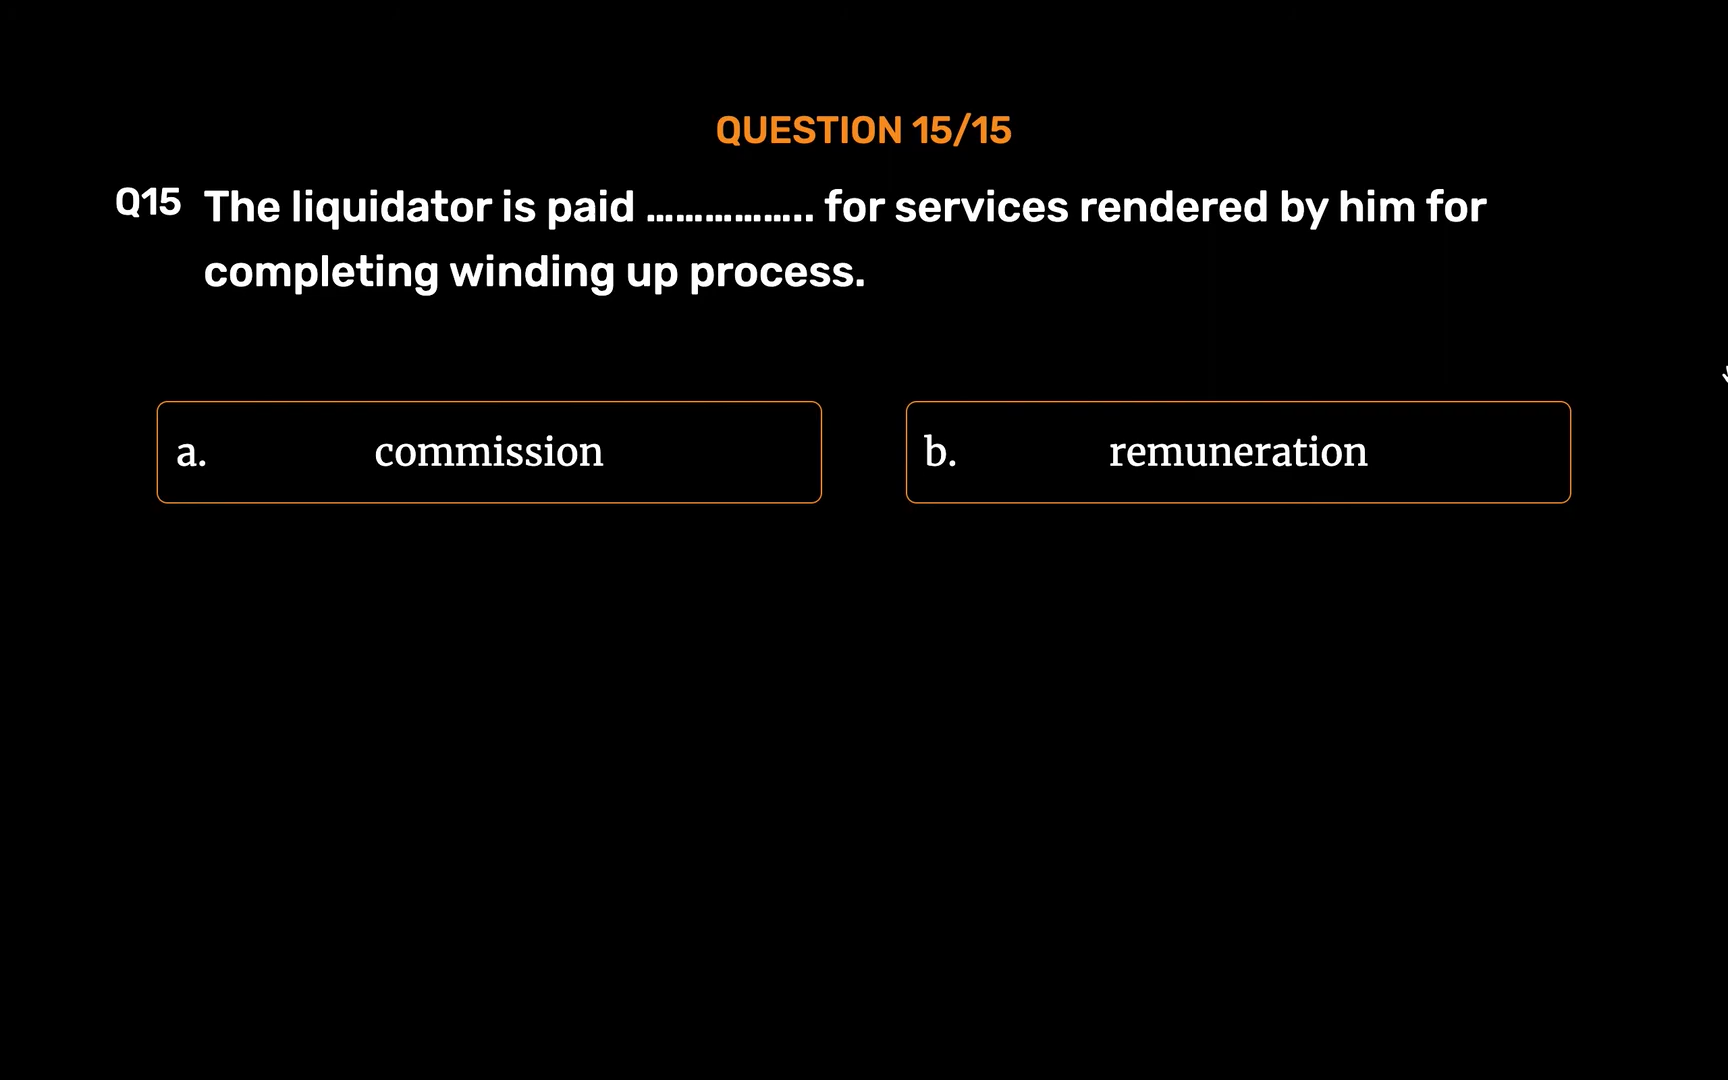 QUESTION 15/15
Q15 The liquidator is paid ……………... for services rendered by him for
completing winding up process.
a. commission
b. remuneration